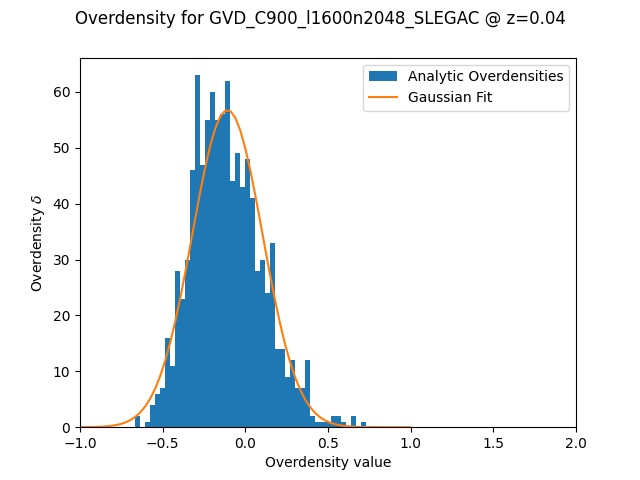 Overdensity for GVD_C900_l1600n2048_SLEGAC @ z=0.04
Analytic Overdensities
Gaussian Fit
Overdensity δ
60
50
40
30
20
10
0
−1.0 −0.5 0.0 0.5 1.0 1.5 2.0
Overdensity value